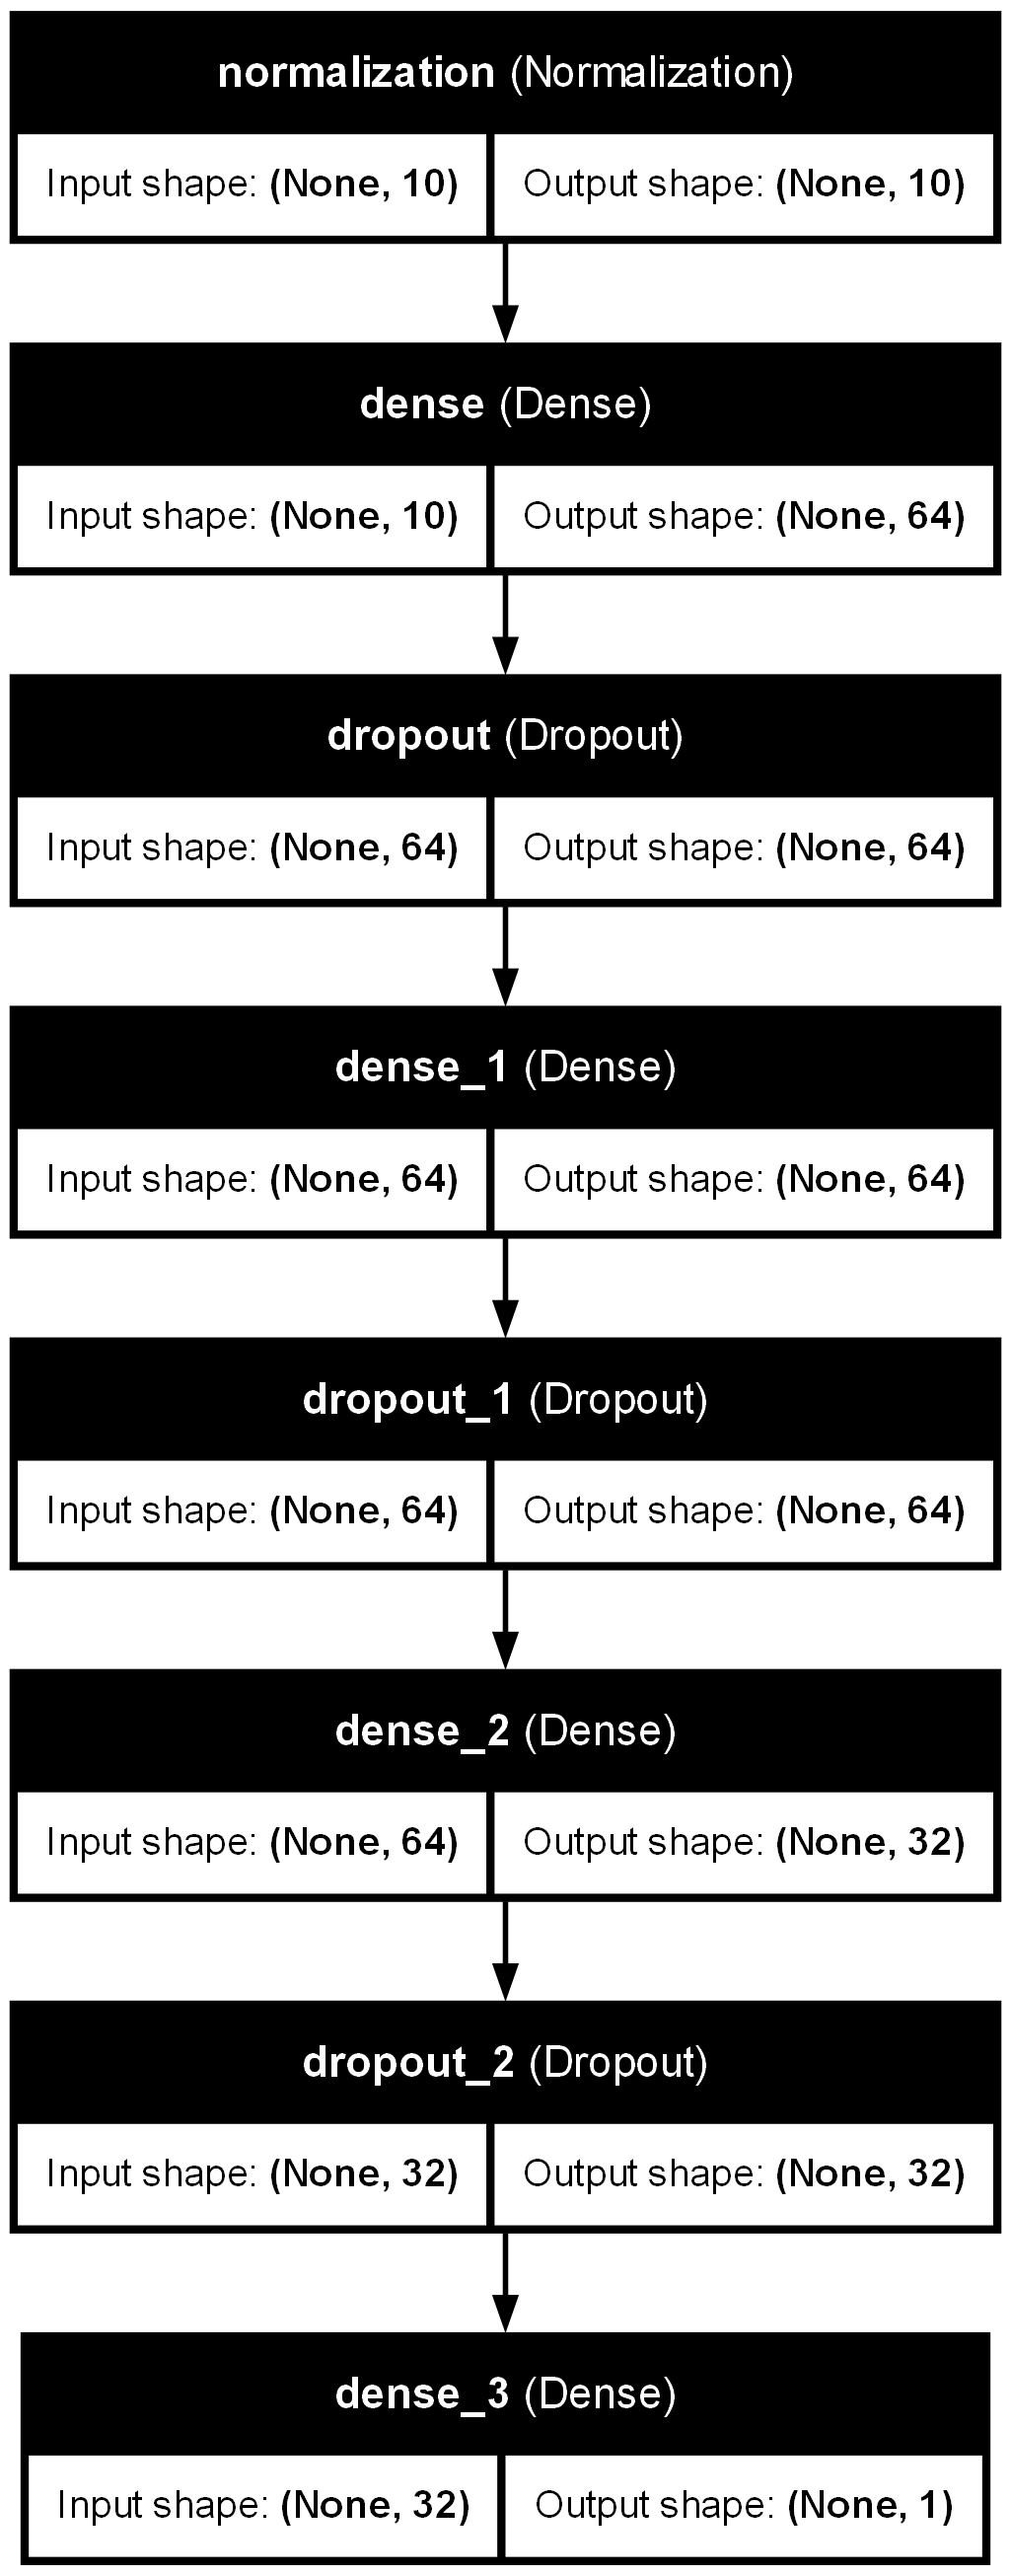 normalization (Normalization)
Input shape: (None, 10) Output shape: (None, 10)
dense (Dense)
Input shape: (None, 10) Output shape: (None, 64)
dropout (Dropout)
Input shape: (None, 64) Output shape: (None, 64)
dense_1 (Dense)
Input shape: (None, 64) Output shape: (None, 64)
dropout_1 (Dropout)
Input shape: (None, 64) Output shape: (None, 64)
dense_2 (Dense)
Input shape: (None, 64) Output shape: (None, 32)
dropout_2 (Dropout)
Input shape: (None, 32) Output shape: (None, 32)
dense_3 (Dense)
Input shape: (None, 32) Output shape: (None, 1)